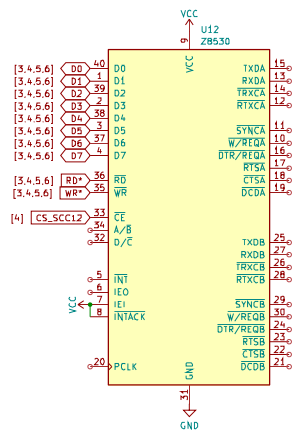 VCC
U12
Z8530
9
VCC
[3,4,5,6] D0 40 D0 TXDA 15
[3,4,5,6] D1 1 D1 RXDA 13
[3,4,5,6] D2 39 D2 TRXCA 14
[3,4,5,6] D3 2 D3 RTXCA 12
[3,4,5,6] D4 38 D4
[3,4,5,6] D5 3 D5 SYNCA 11
[3,4,5,6] D6 37 D6 W/REQA 10
[3,4,5,6] D7 4 D7 DTR/REQA 16
RTSA 17
[3,4,5,6] RD* 36 RD CTSA 18
[3,4,5,6] WR* 35 WR DCDA 19
[4] CS_SCC12 33 CE
34 A/B
32 D/C TXDB 25
RXDB 27
TRXCB 26
5 INT RTXCB 28
6 IEO
VCC 7 IEI SYNCB 29
8 INTACK W/REQB 30
DTR/REQB 24
RTSB 23
CTSB 22
20 PCLK DCDB 21
GND
31
GND